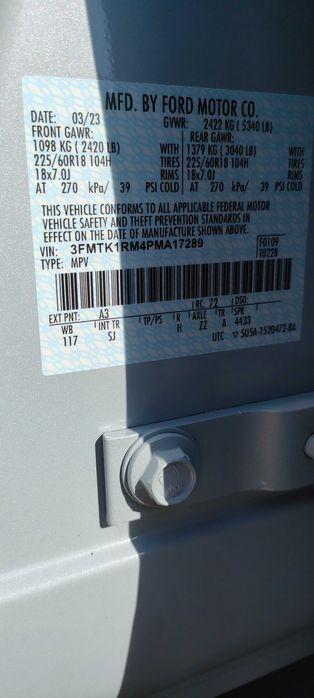 MFD. BY FORD MOTOR CO.
DATE: 03/23 GVWR: 2422 KG ( 5340 LB)
FRONT GAWR: REAR GAWR:
1098 KG ( 2420 LB) WITH 1379 KG ( 3040 LB) WITH
225/60R18 104H TIRES 225/60R18 104H TIRES
18x7.0J RIMS 18x7.0J RIMS
AT 270 kPa/ 39 PSI COLD AT 270 kPa/ 39 PSI COLD
THIS VEHICLE CONFORMS TO ALL APPLICABLE FEDERAL MOTOR
VEHICLE SAFETY AND THEFT PREVENTION STANDARDS IN
EFFECT ON THE DATE OF MANUFACTURE SHOWN ABOVE.
VIN: 3FMTK1RM4PMA17289 F0109
TYPE: MPV T0228
EXT PNT: A3 RC: 72 DSO:
WB INT TR TP/PS R AXLE TR SPR
117 SJ H ZZ A 4433
UTC ▽ 5U5A-1520472-BA